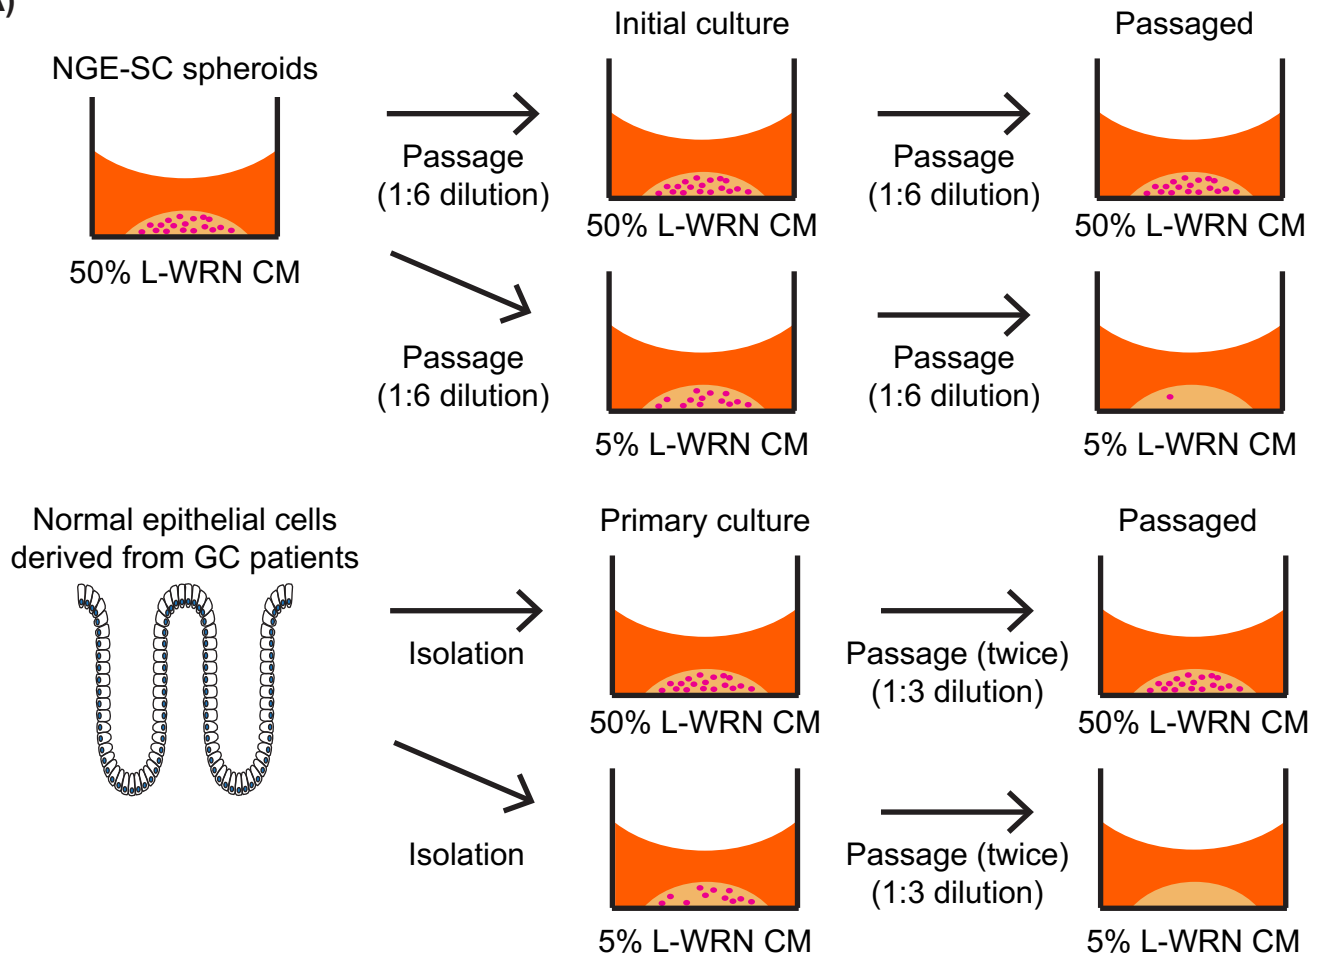 Initial culture
Passaged
NGE-SC spheroids
Passage
(1:6 dilution)
Passage
(1:6 dilution)
50% L-WRN CM
50% L-WRN CM
50% L-WRN CM
Passage
(1:6 dilution)
Passage
(1:6 dilution)
5% L-WRN CM
5% L-WRN CM
Normal epithelial cells
derived from GC patients
Primary culture
Passaged
Isolation
Passage (twice)
(1:3 dilution)
50% L-WRN CM
50% L-WRN CM
Isolation
Passage (twice)
(1:3 dilution)
5% L-WRN CM
5% L-WRN CM